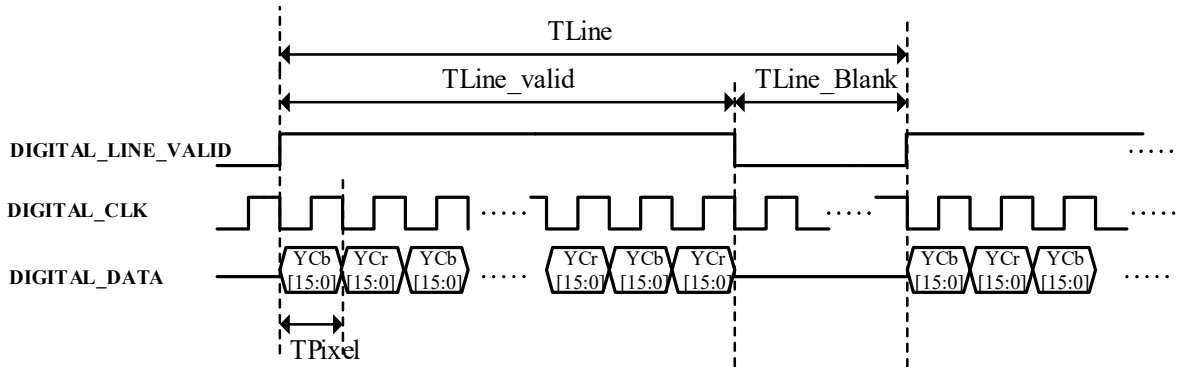 TLine
TLine_valid TLine_Blank
DIGITAL_LINE_VALID .....
DIGITAL_CLK ..... ..... .....
DIGITAL_DATA YCb YCr YCb ..... YCr YCb YCr YCb YCr YCb .....
[15:0] [15:0] [15:0] [15:0] [15:0] [15:0] [15:0] [15:0] [15:0]
TPixel